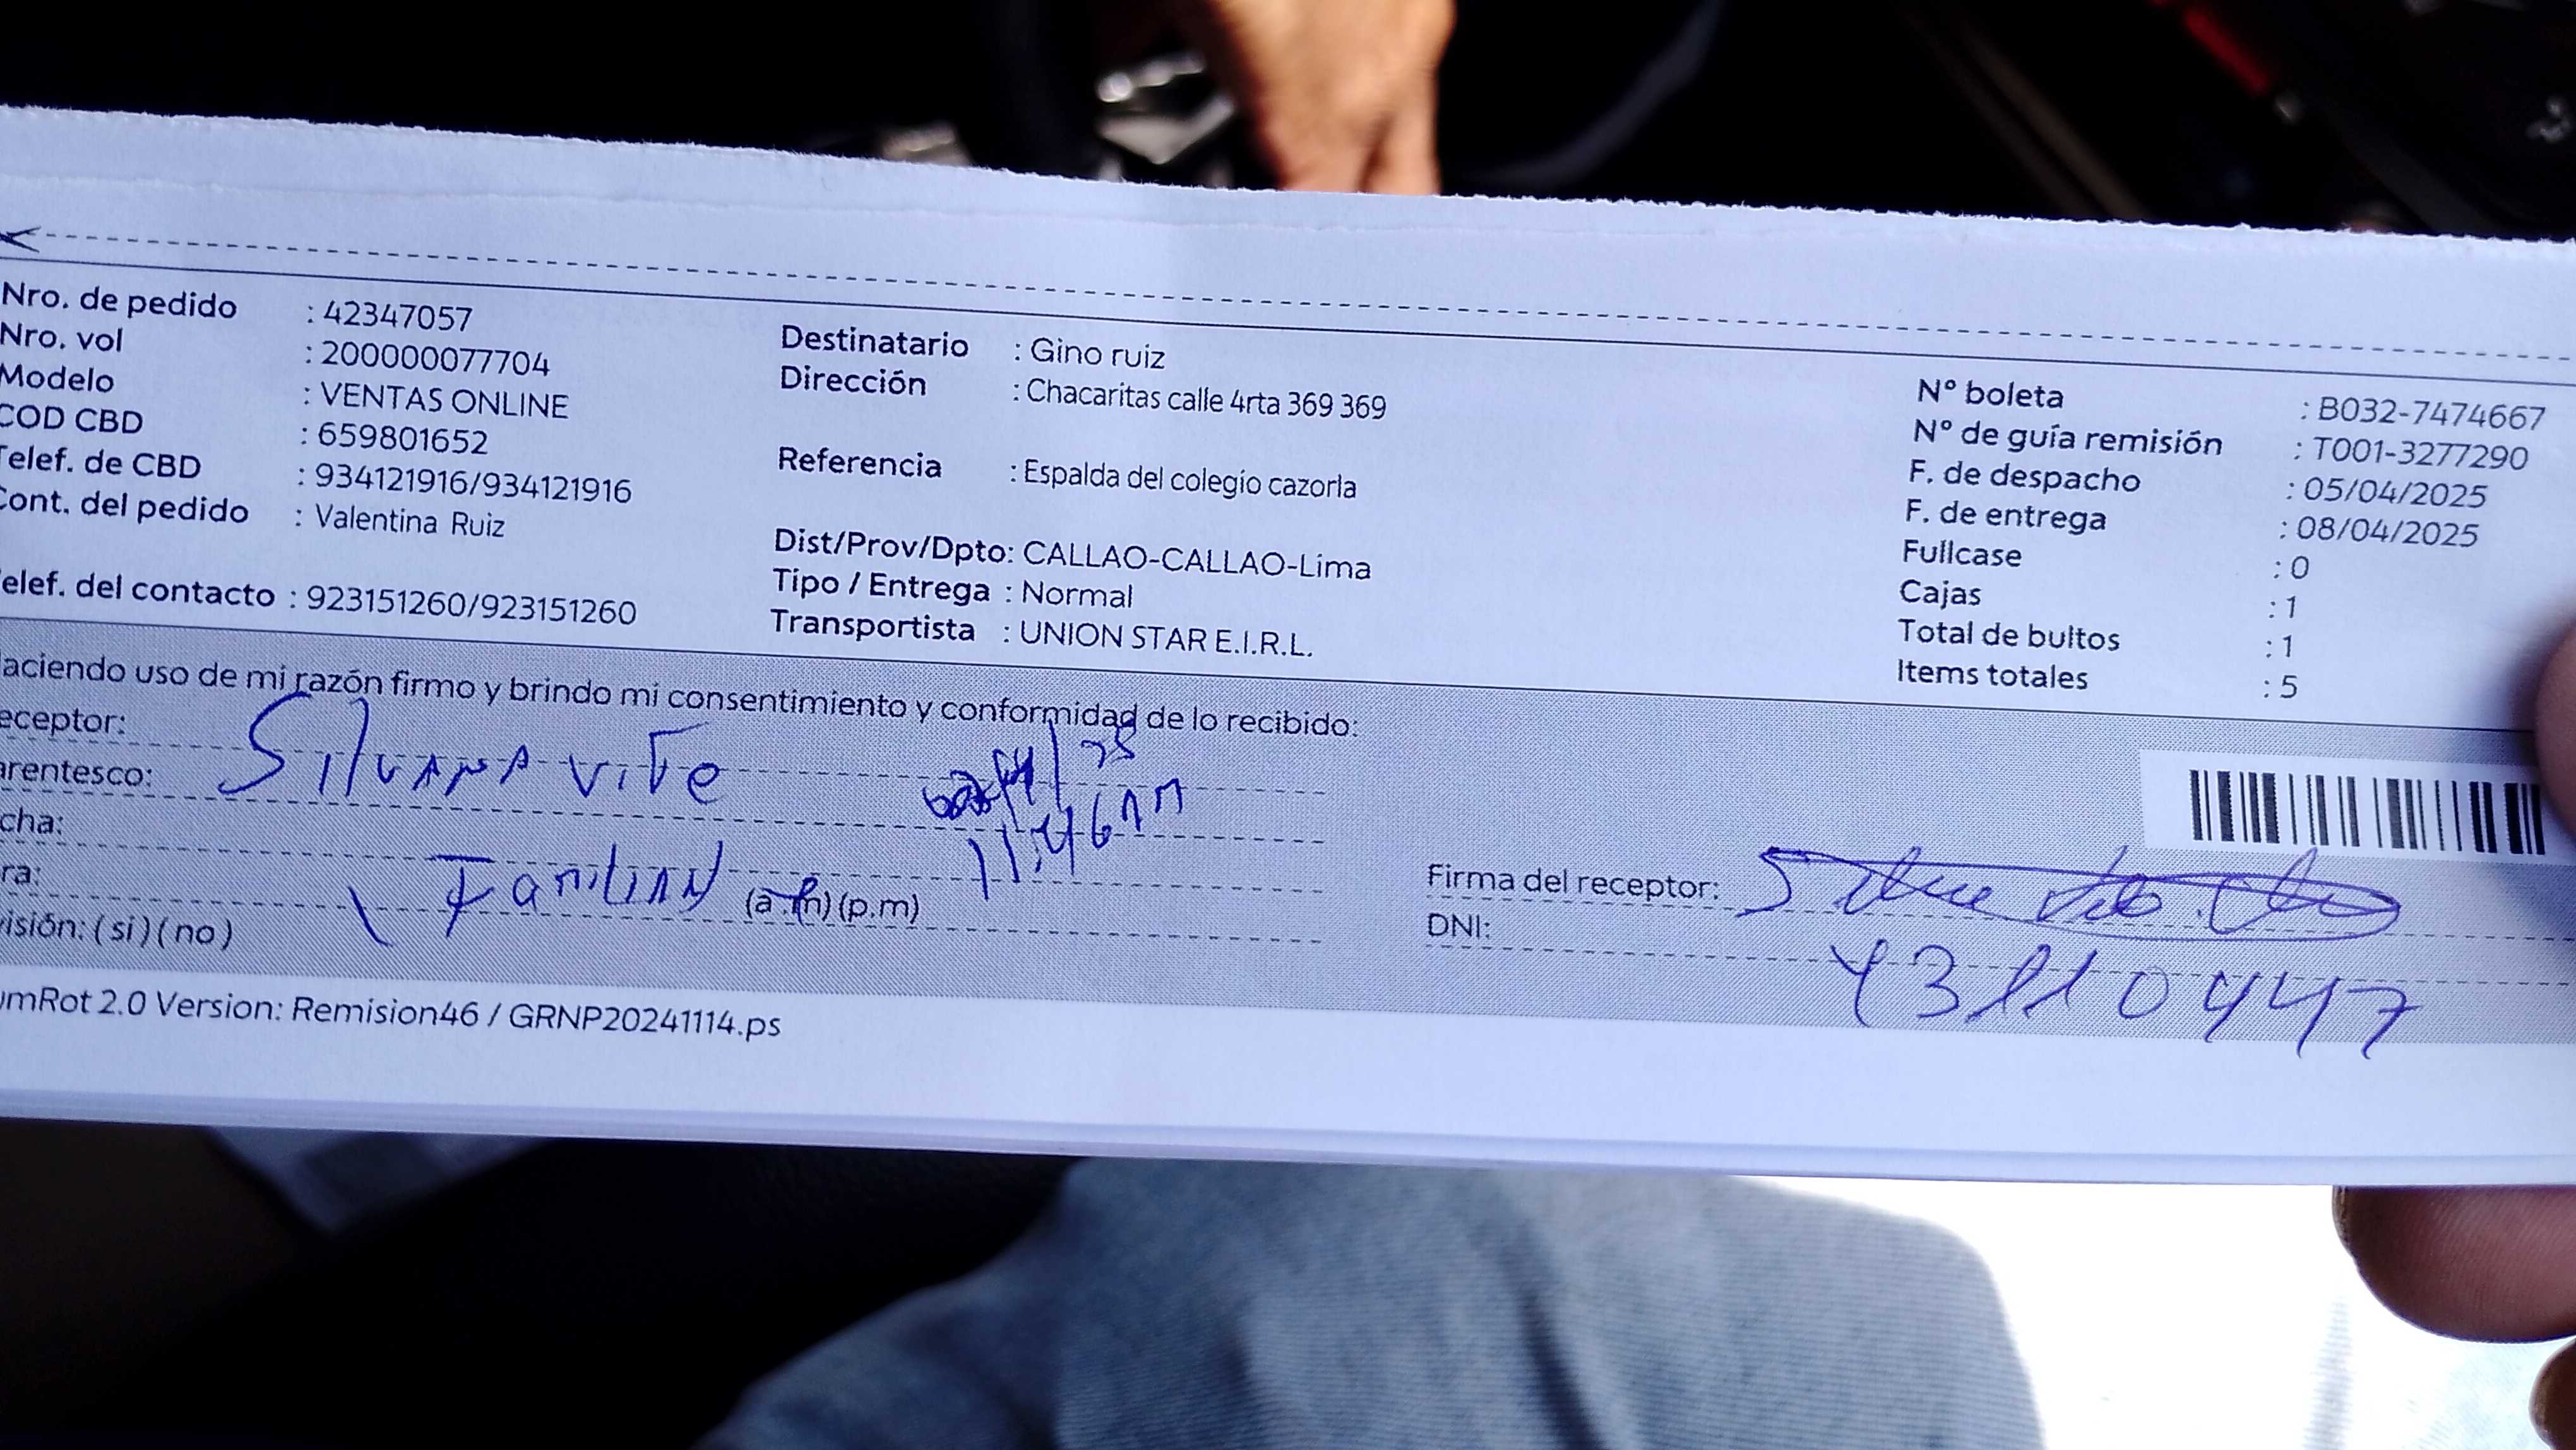 Nro. de pedido : 42347057
Nro. vol : 200000077704
Modelo : VENTAS ONLINE
COD CBD : 659801652
Telef. de CBD : 934121916/934121916
Cont. del pedido : Valentina Ruiz
elef. del contacto : 923151260/923151260
Destinatario : Gino ruiz
Dirección : Chacaritas calle 4rta 369 369
Referencia : Espalda del colegio cazorla
Dist/Prov/Dpto: CALLAO-CALLAO-Lima
Tipo / Entrega : Normal
Transportista : UNION STAR E.I.R.L.
N° boleta : B032-7474667
N° de guía remisión : T001-3277290
F. de despacho : 05/04/2025
F. de entrega : 08/04/2025
Fullcase : 0
Cajas : 1
Total de bultos : 1
Items totales : 5
aciendo uso de mi razón firmo y brindo mi consentimiento y conformidad de lo recibido:
eceptor: Silvana vite
arentesco:
cha:
11:46
ra: Familiar (a.m)(p.m)
isión: (si)(no)
Firma del receptor:
DNI: 43110447
mRot 2.0 Version: Remision46 / GRNP20241114.ps